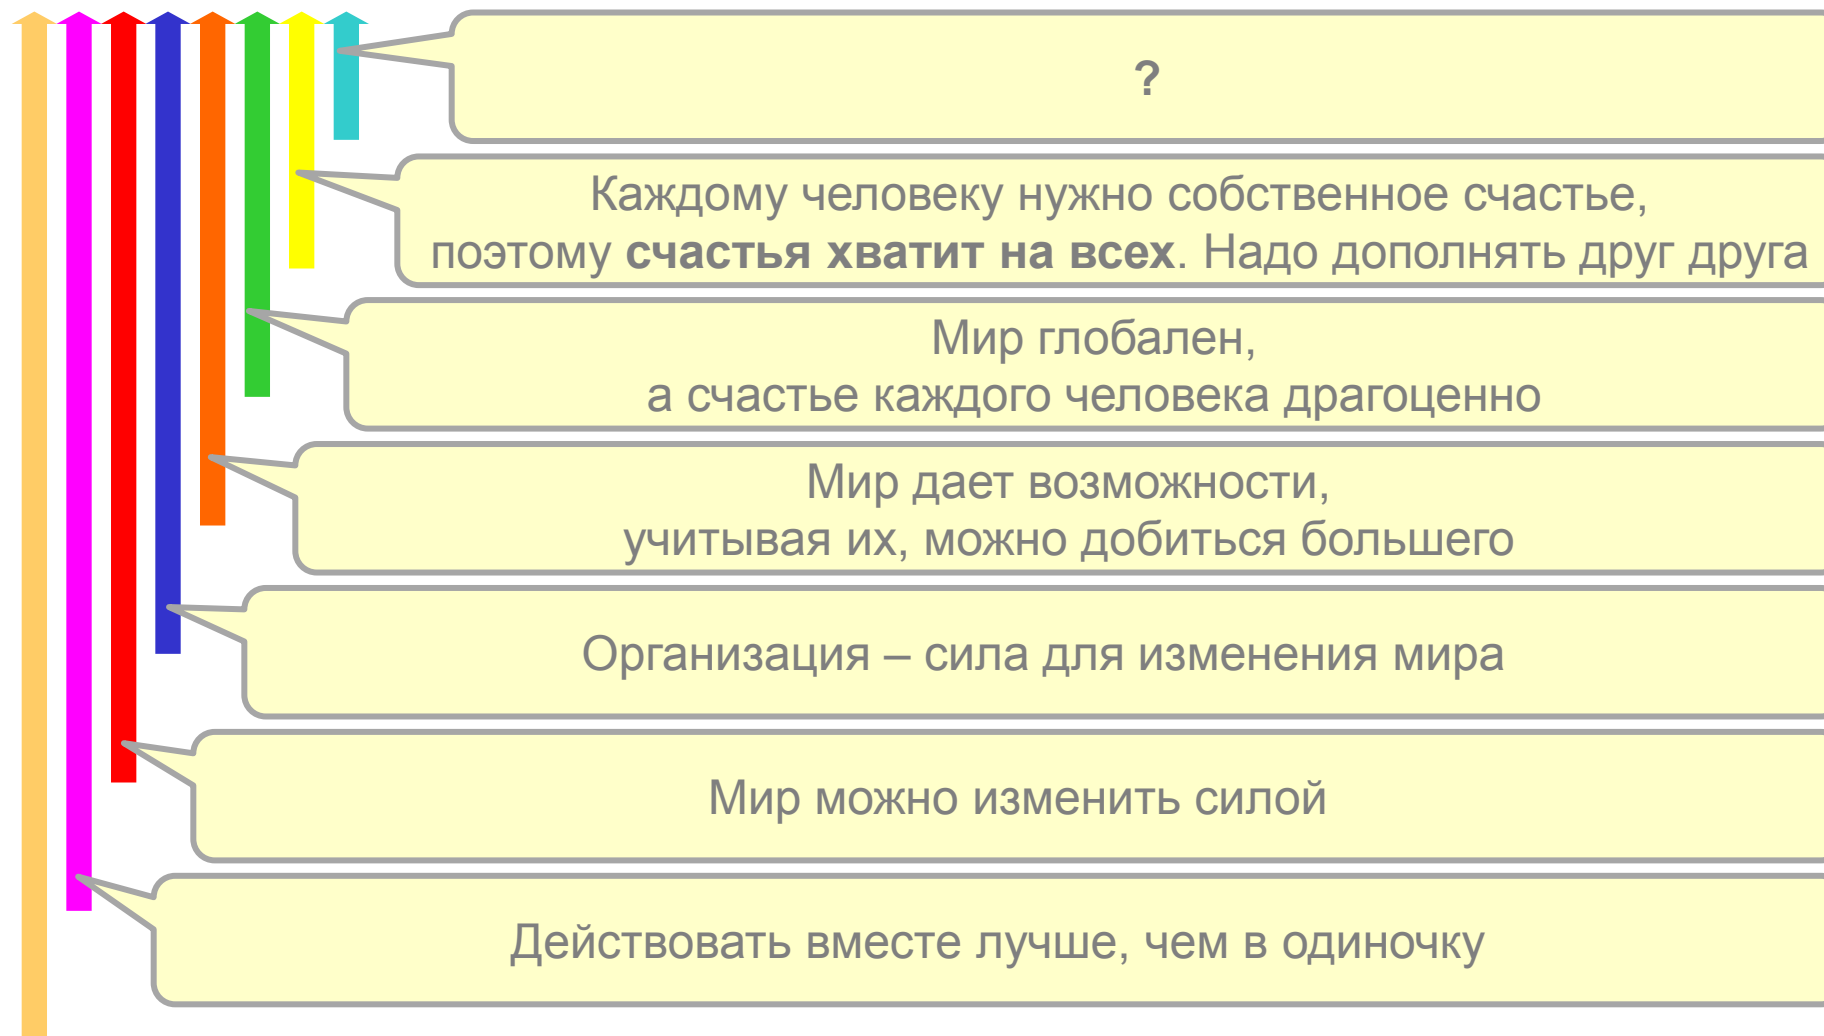 ?
Каждому человеку нужно собственное счастье,
поэтому счастья хватит на всех. Надо дополнять друг друга
Мир глобален,
а счастье каждого человека драгоценно
Мир дает возможности,
учитывая их, можно добиться большего
Организация – сила для изменения мира
Мир можно изменить силой
Действовать вместе лучше, чем в одиночку